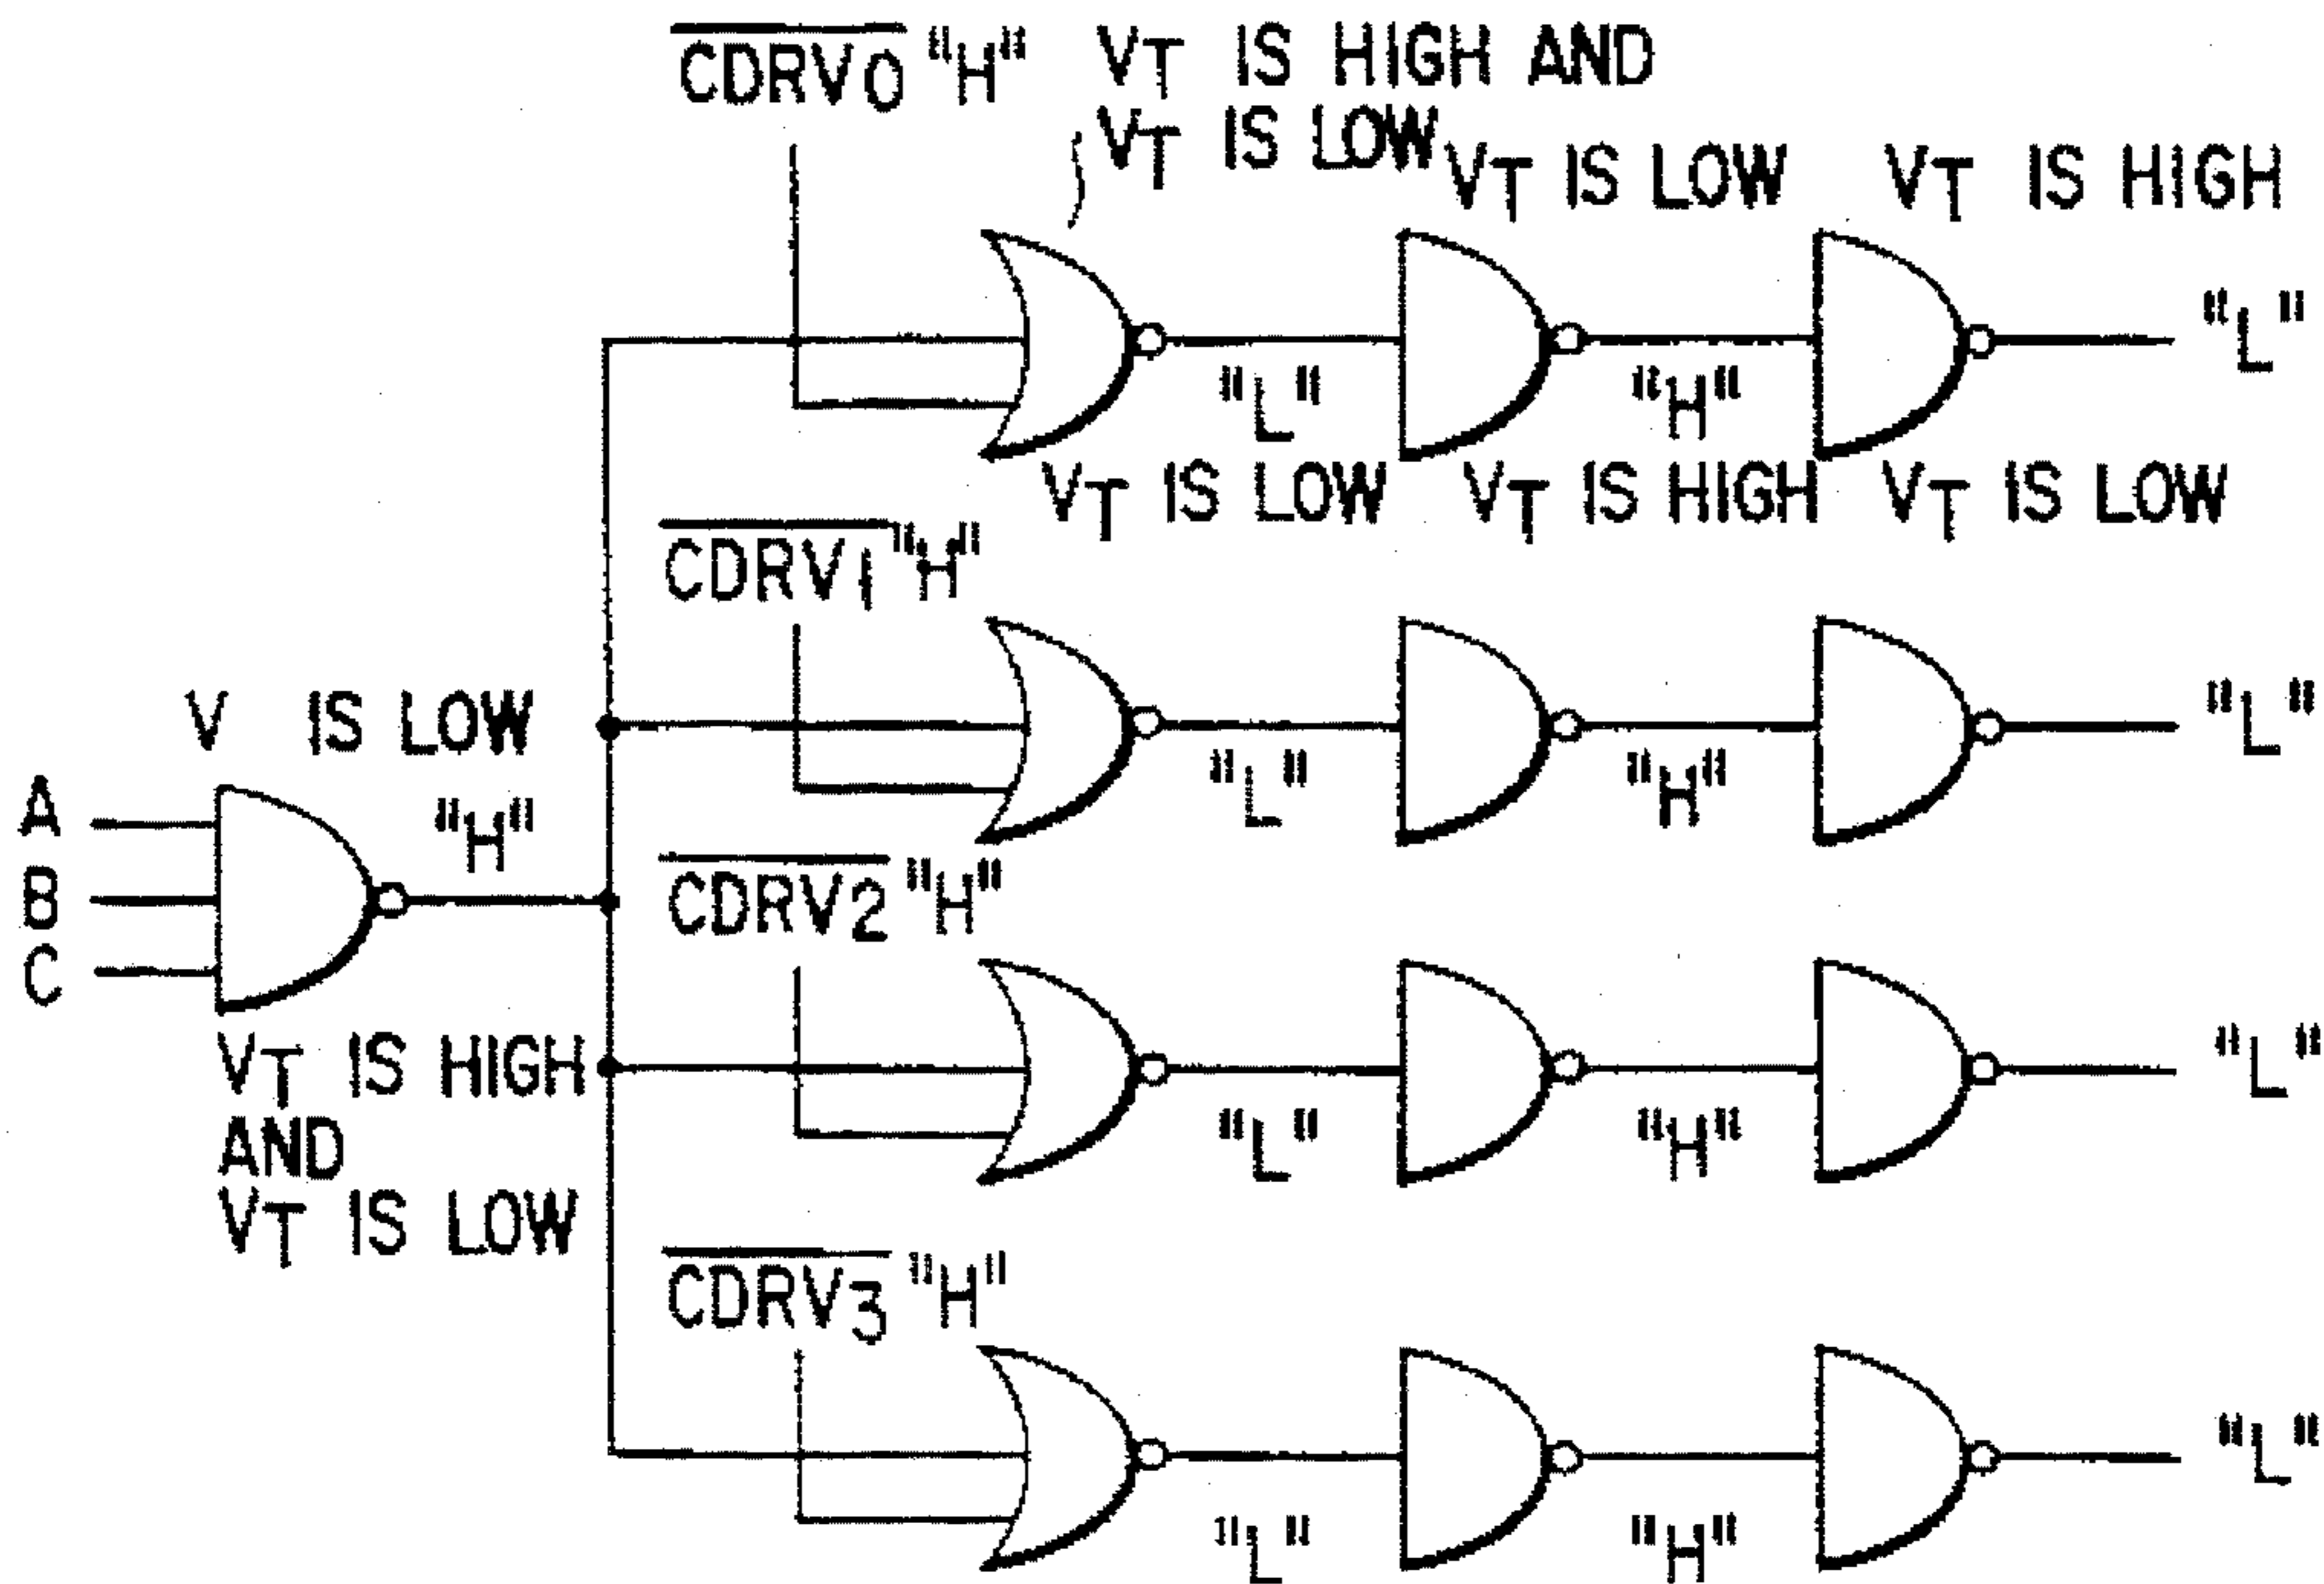 CDRV0 "H"
VT IS HIGH AND
VT IS LOW
VT IS LOW
VT IS HIGH
"L"
"L"
"H"
VT IS LOW
VT IS HIGH
VT IS LOW
CDRV1 "H"
"L"
"L"
"H"
V IS LOW
A
B
C
"H"
CDRV2 "H"
VT IS HIGH
AND
VT IS LOW
"L"
"L"
"H"
CDRV3 "H"
"L"
"L"
"H"